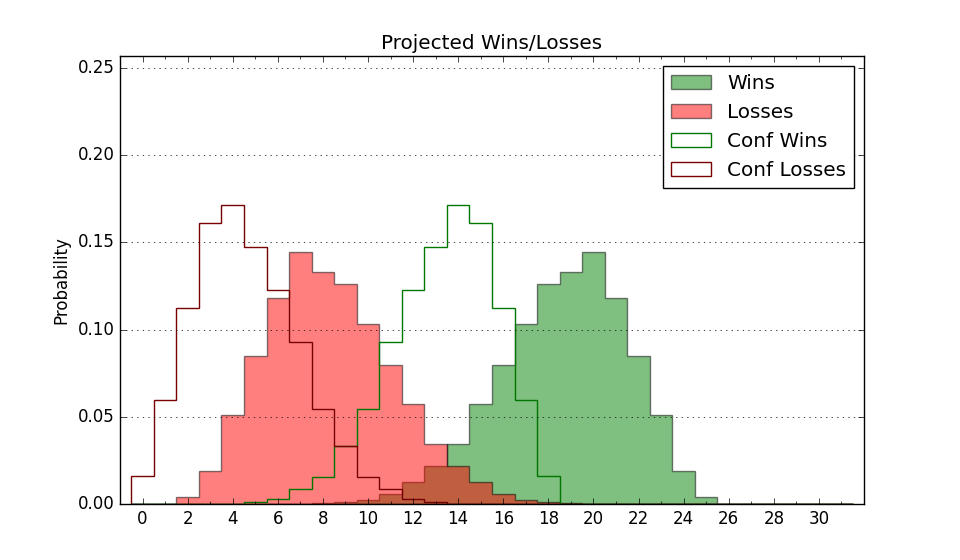 Projected Wins/Losses
Probability
0.25
0.20
0.15
0.10
0.05
0.00
0 2 4 6 8 10 12 14 16 18 20 22 24 26 28 30
Wins
Losses
Conf Wins
Conf Losses